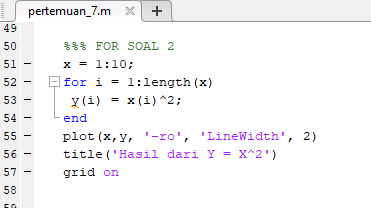 pertemuan_7.m
49
50 %%% FOR SOAL 2
51 – x = 1:10;
52 – for i = 1:length(x)
53 – y(i) = x(i)^2;
54 – end
55 – plot(x,y, '-ro', 'LineWidth', 2)
56 – title('Hasil dari Y = X^2')
57 – grid on
58
59